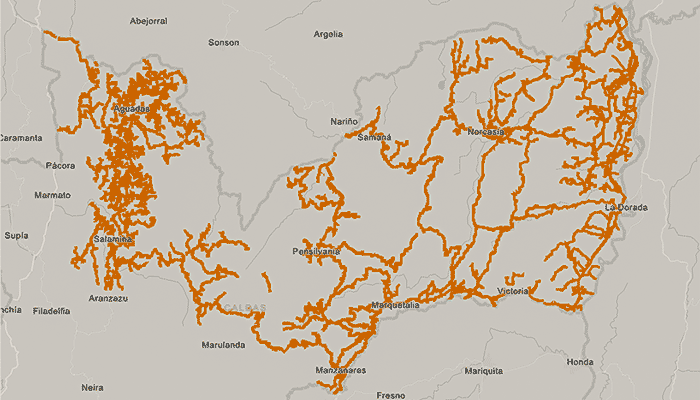 Abejorral
Sonson
Argelia
Aguadas
Nariño
Samaná
Norcasia
Caramanta
Pácora
Marmato
La Dorada
Supía
Salamina
Pensilvania
Aranzazu
Victoria
nchía
Filadelfia
CALDAS
Marquetalia
Marulanda
Manzanares
Mariquita
Honda
Neira
Fresno